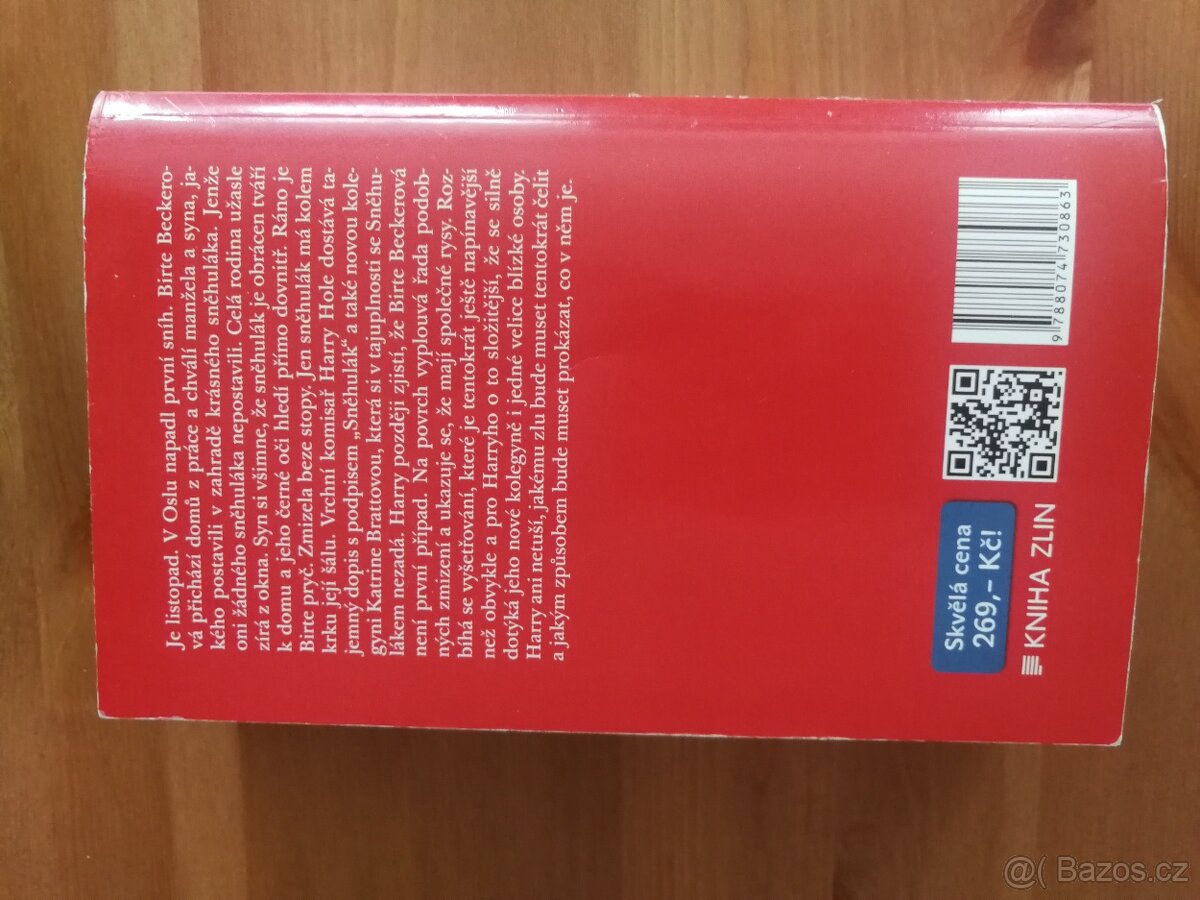 Je listopad. V Oslu napadl první sníh. Birte Beckero-
vá přichází domů z práce a chválí manžela a syna, ja-
kého postavili v zahradě krásného sněhuláka. Jenže
oni žádného sněhuláka nepostavili. Celá rodina užasle
zírá z okna. Syn si všimne, že sněhulák je obrácen tváří
k domu a jeho černé oči hledí přímo dovnitř. Ráno je
Birte pryč. Zmizela beze stopy. Jen sněhulák má kolem
krku její šálu. Vrchní komisař Harry Hole dostává ta-
jemný dopis s podpisem „Sněhulák“ a také novou kole-
gyni Katrine Brattovou, která si v tajuplnosti se Sněhu-
lákem nezadá. Harry později zjistí, že Birte Beckerová
není první případ. Na povrch vyplouvá řada podob-
ných zmizení a ukazuje se, že mají společné rysy. Roz-
bíhá se vyšetřování, které je tentokrát ještě napínavější
než obvykle a pro Harryho o to složitější, že se silně
dotýká jeho nové kolegyně i jedné velice blízké osoby.
Harry ani netuší, jakému zlu bude muset tentokrát čelit
a jakým způsobem bude muset prokázat, co v něm je.
Skvělá cena
269,– Kč!
KNIHA ZLIN
9 788074 730863
@( Bazos.cz